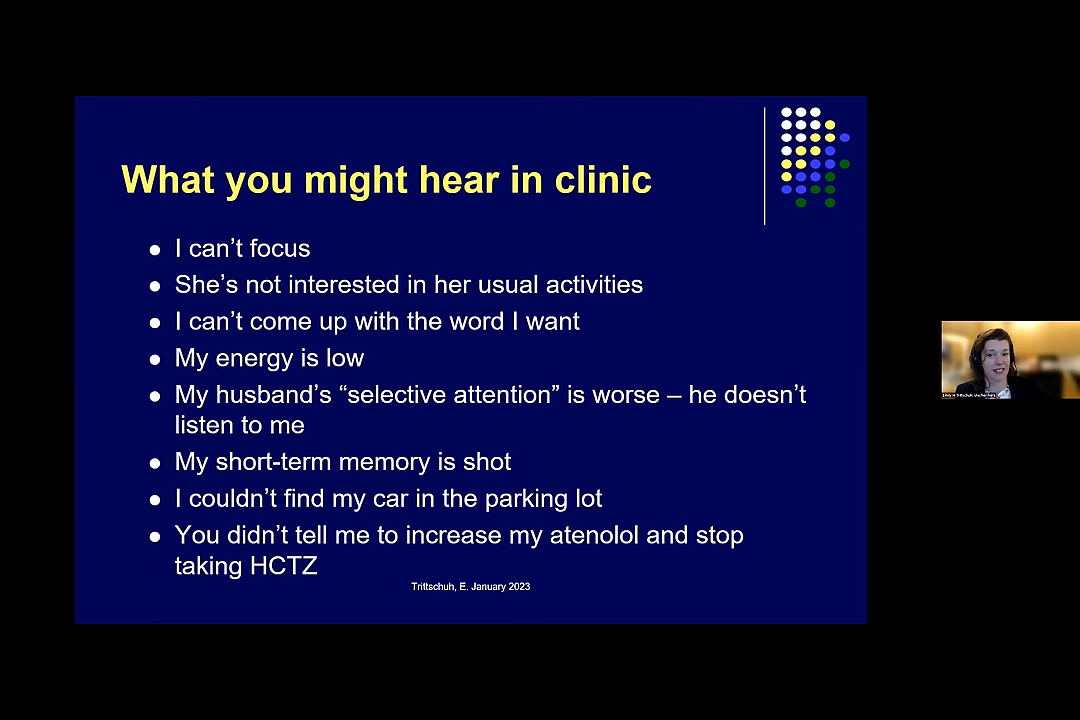 What you might hear in clinic
● I can’t focus
● She’s not interested in her usual activities
● I can’t come up with the word I want
● My energy is low
● My husband’s “selective attention” is worse – he doesn’t
listen to me
● My short-term memory is shot
● I couldn’t find my car in the parking lot
● You didn’t tell me to increase my atenolol and stop
taking HCTZ
Trittschuh, E. January 2023
Trittschuh